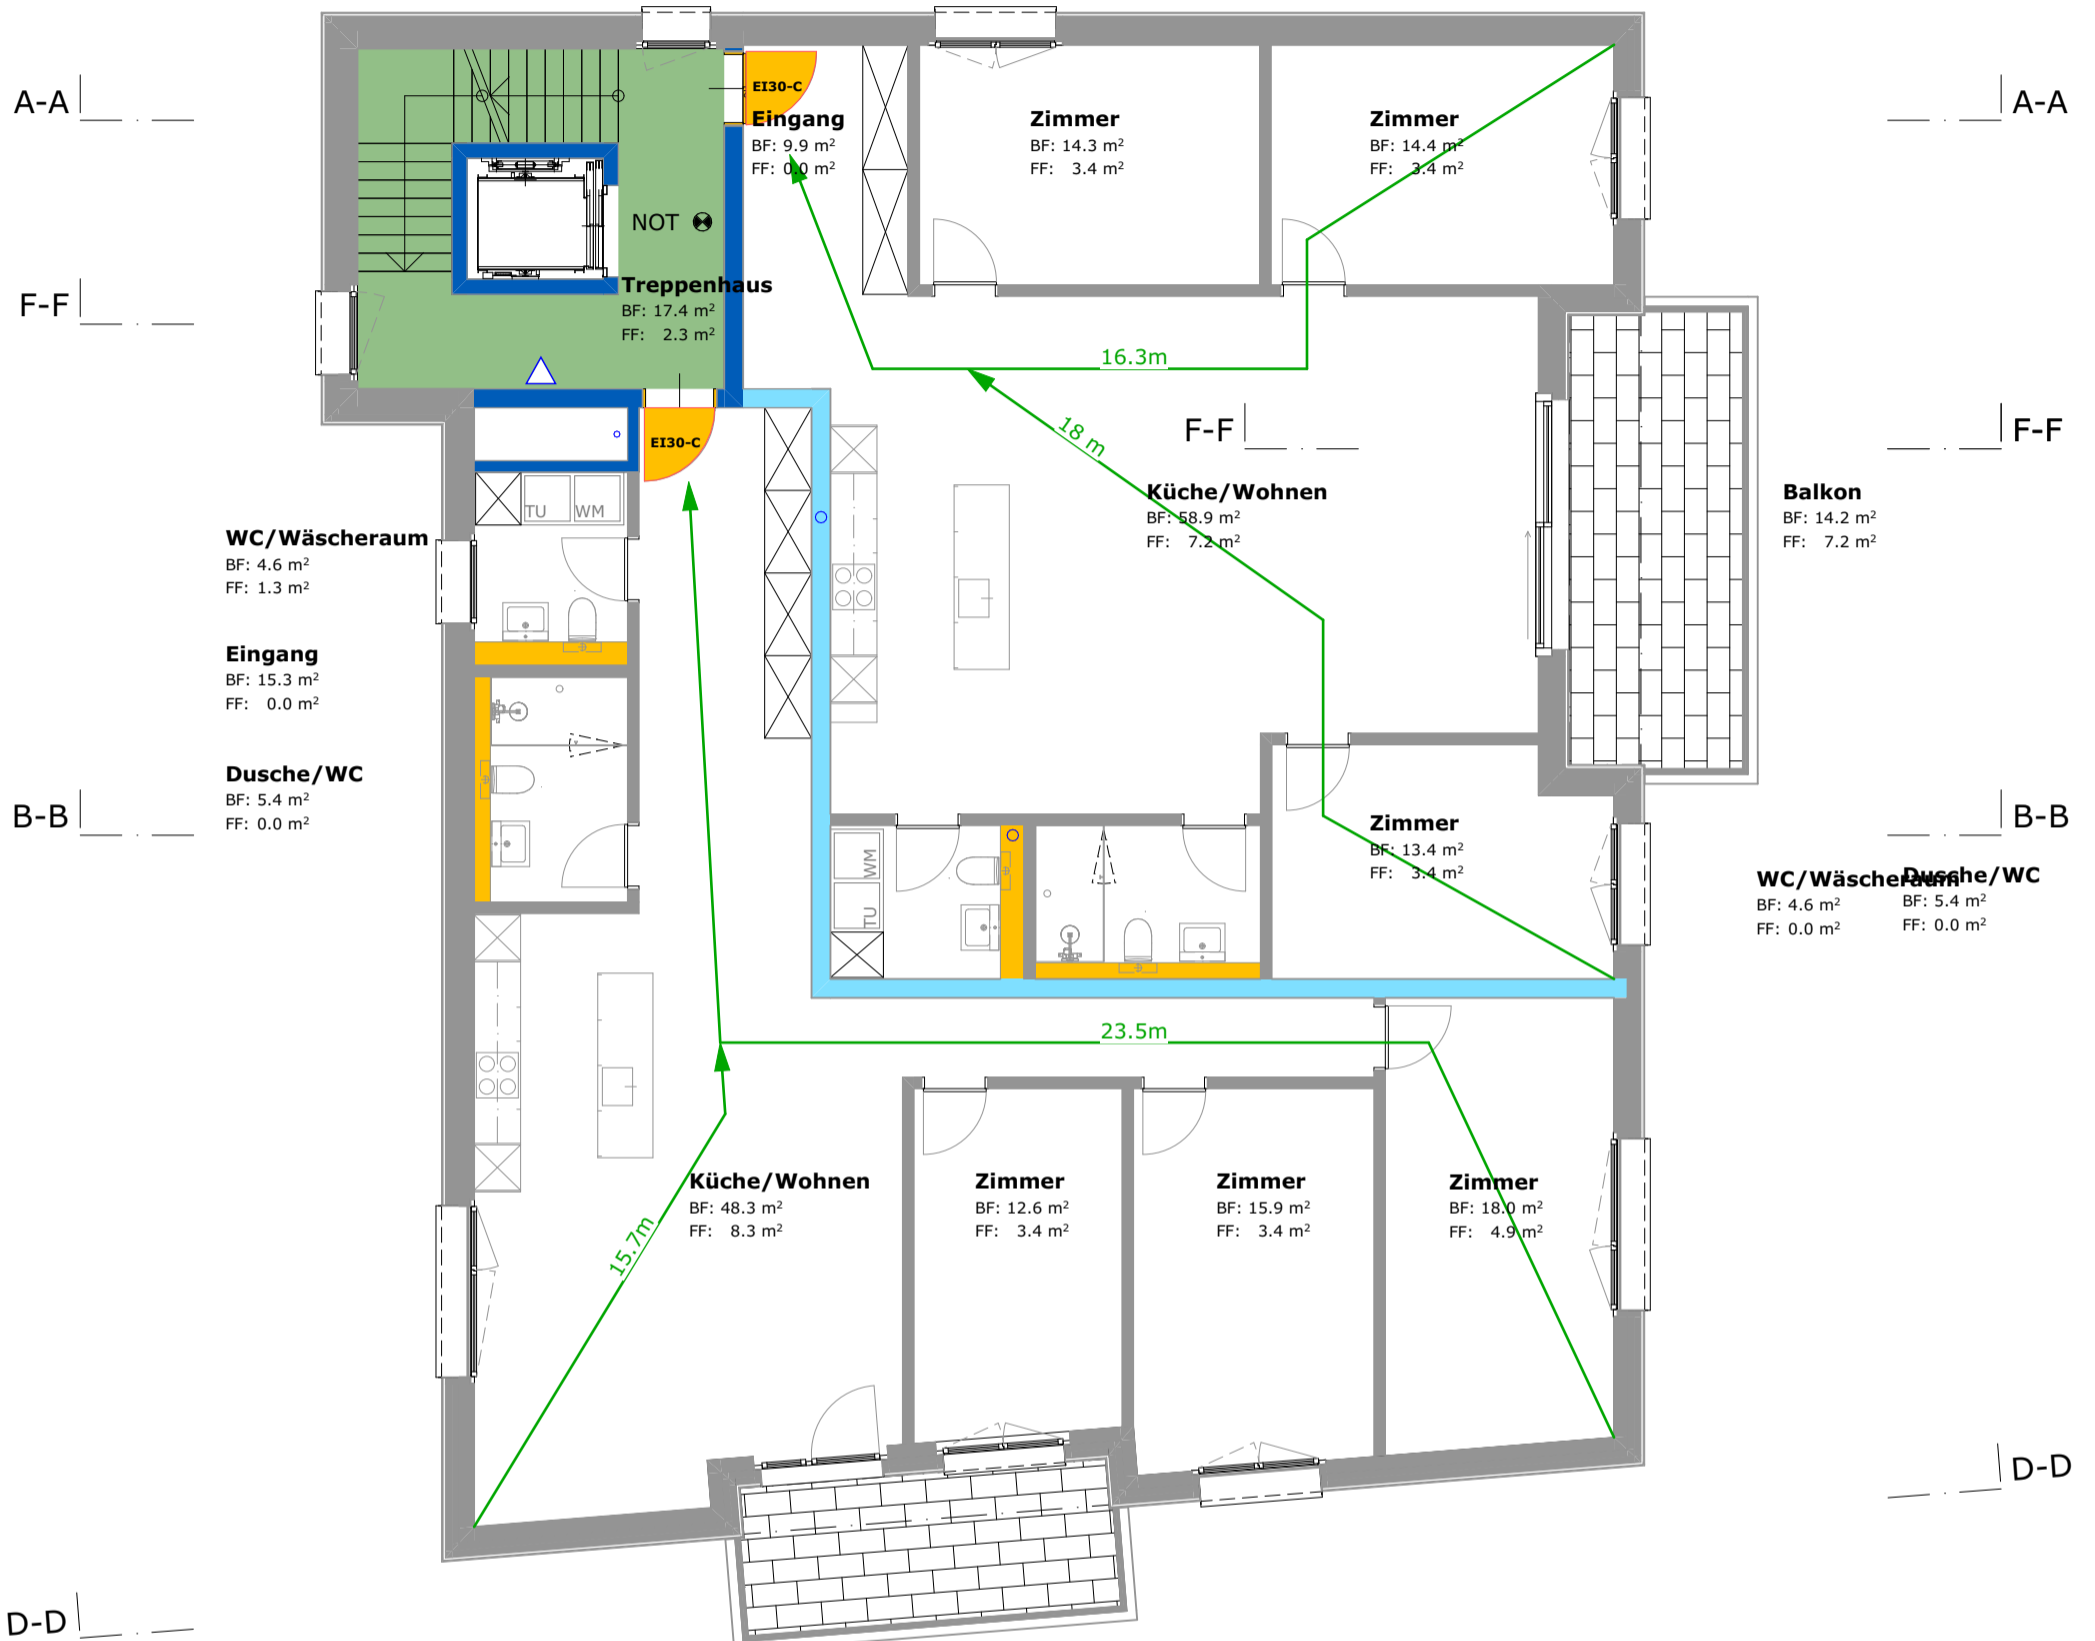 A-A
A-A
EI30-C
Eingang
BF: 9.9 m²
FF: 0.0 m²
Zimmer
BF: 14.3 m²
FF: 3.4 m²
Zimmer
BF: 14.4 m²
FF: 3.4 m²
NOT
Treppenhaus
BF: 17.4 m²
FF: 2.3 m²
F-F
16.3m
18 m
F-F
F-F
EI30-C
Küche/Wohnen
BF: 58.9 m²
FF: 7.2 m²
Balkon
BF: 14.2 m²
FF: 7.2 m²
TU
WM
WC/Wäscheraum
BF: 4.6 m²
FF: 1.3 m²
Eingang
BF: 15.3 m²
FF: 0.0 m²
Dusche/WC
BF: 5.4 m²
FF: 0.0 m²
B-B
B-B
WM
TU
Zimmer
BF: 13.4 m²
FF: 3.4 m²
WC/Wäscheraum
BF: 4.6 m²
FF: 0.0 m²
Dusche/WC
BF: 5.4 m²
FF: 0.0 m²
23.5m
15.7m
Küche/Wohnen
BF: 48.3 m²
FF: 8.3 m²
Zimmer
BF: 12.6 m²
FF: 3.4 m²
Zimmer
BF: 15.9 m²
FF: 3.4 m²
Zimmer
BF: 18.0 m²
FF: 4.9 m²
D-D
D-D